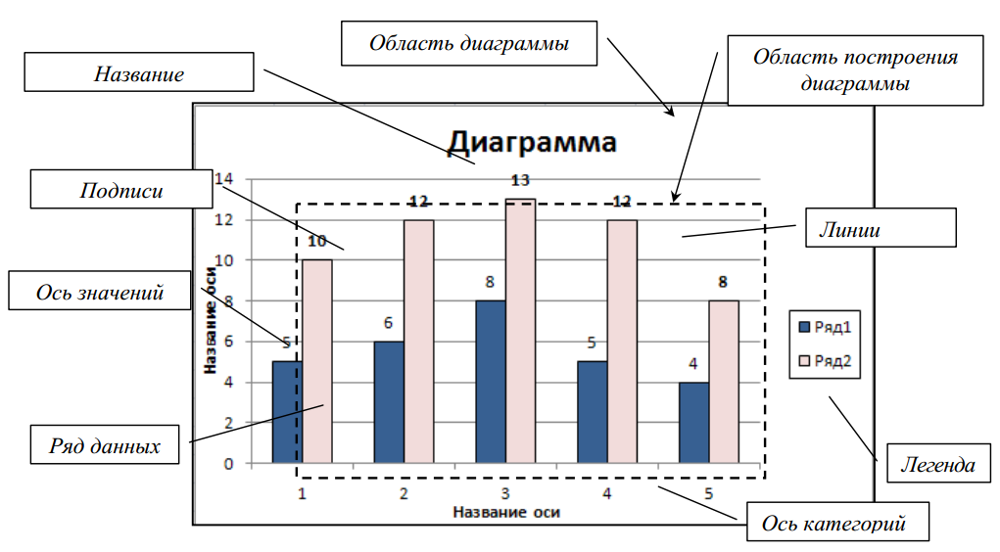 Область диаграммы
Название
Область построения
диаграммы
Диаграмма
Подписи
14
13
12
12
12
Линии
10
10
Ось значений
Название оси
8
8
8
6
6
5
5
4
4
Ряд1
Ряд2
Ряд данных
2
0
Легенда
1 2 3 4 5
Название оси
Ось категорий